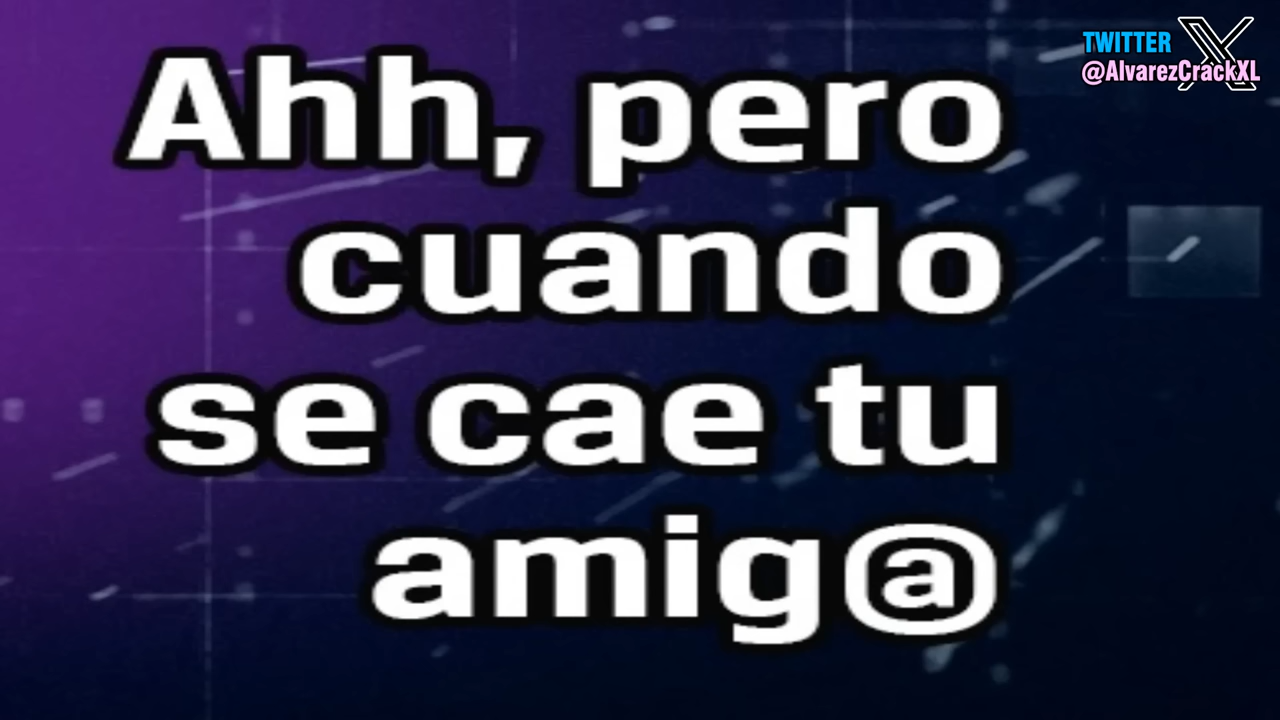 Ahh, pero
cuando
se cae tu
amig@
TWITTER X
@AlvarezCrackXL